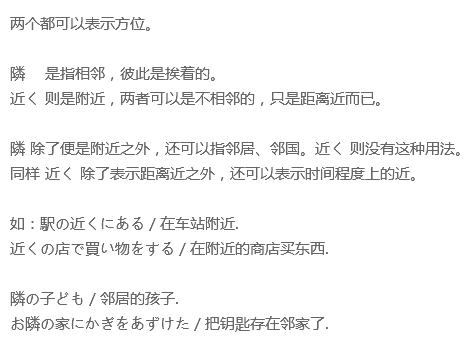 两个都可以表示方位。
隣　是指相邻，彼此是挨着的。
近く 则是附近，两者可以是不相邻的，只是距离近而已。
隣 除了便是附近之外，还可以指邻居、邻国。近く 则没有这种用法。
同样 近く 除了表示距离近之外，还可以表示时间程度上的近。
如：駅の近くにある / 在车站附近.
近くの店で買い物をする / 在附近的商店买东西.
隣の子ども / 邻居的孩子.
お隣の家にかぎをあずけた / 把钥匙存在邻家了.